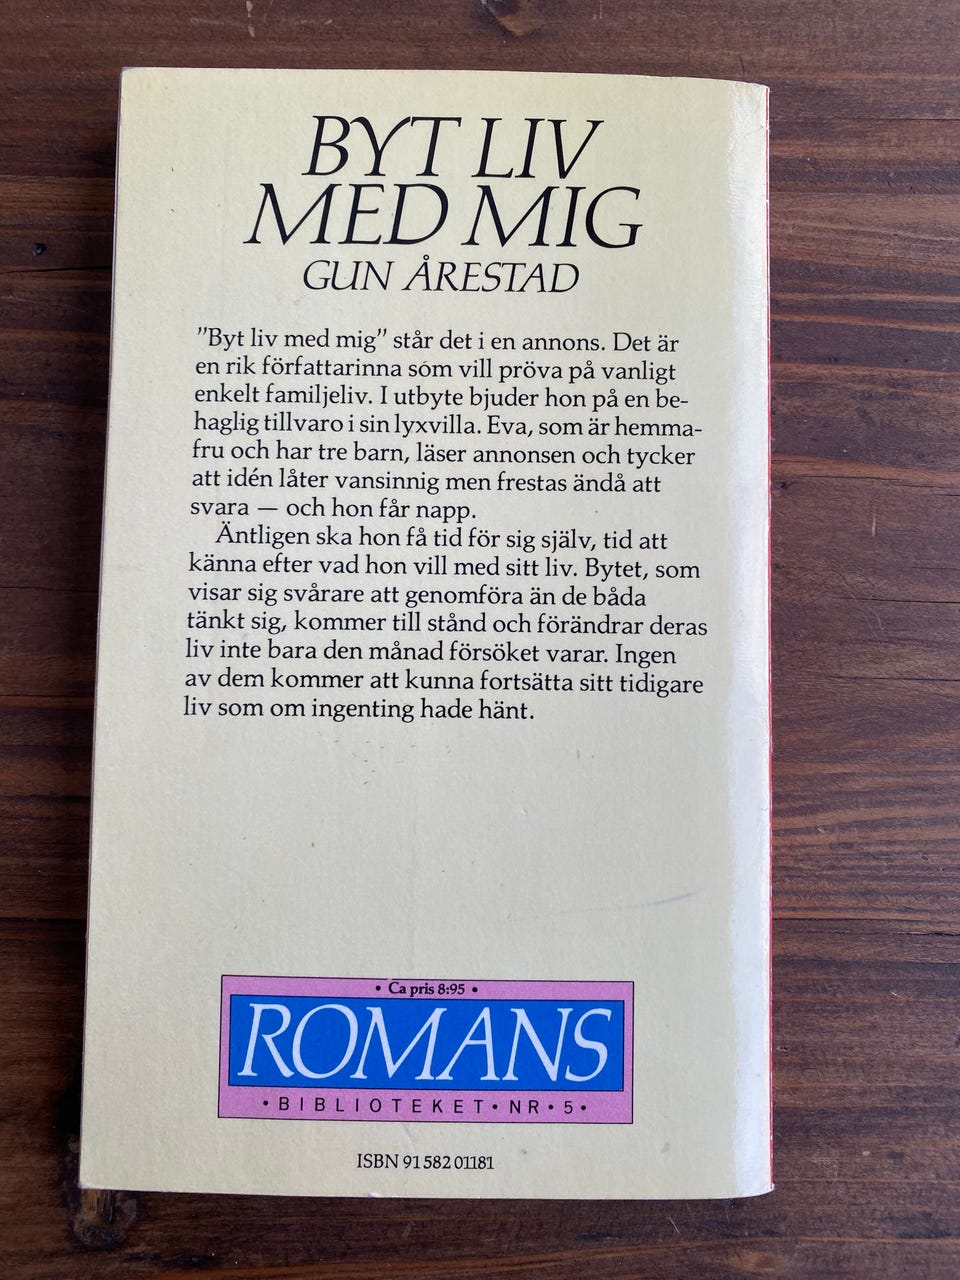 BYT LIV
MED MIG
GUN ÅRESTAD
”Byt liv med mig” står det i en annons. Det är
en rik författarinna som vill pröva på vanligt
enkelt familjeliv. I utbyte bjuder hon på en be-
haglig tillvaro i sin lyxvilla. Eva, som är hemma-
fru och har tre barn, läser annonsen och tycker
att idén låter vansinnig men frestas ändå att
svara — och hon får napp.
Äntligen ska hon få tid för sig själv, tid att
känna efter vad hon vill med sitt liv. Bytet, som
visar sig svårare att genomföra än de båda
tänkt sig, kommer till stånd och förändrar deras
liv inte bara den månad försöket varar. Ingen
av dem kommer att kunna fortsätta sitt tidigare
liv som om ingenting hade hänt.
• Ca pris 8:95 •
ROMANS
• BIBLIOTEKET • NR • 5 •
ISBN 91 582 01181